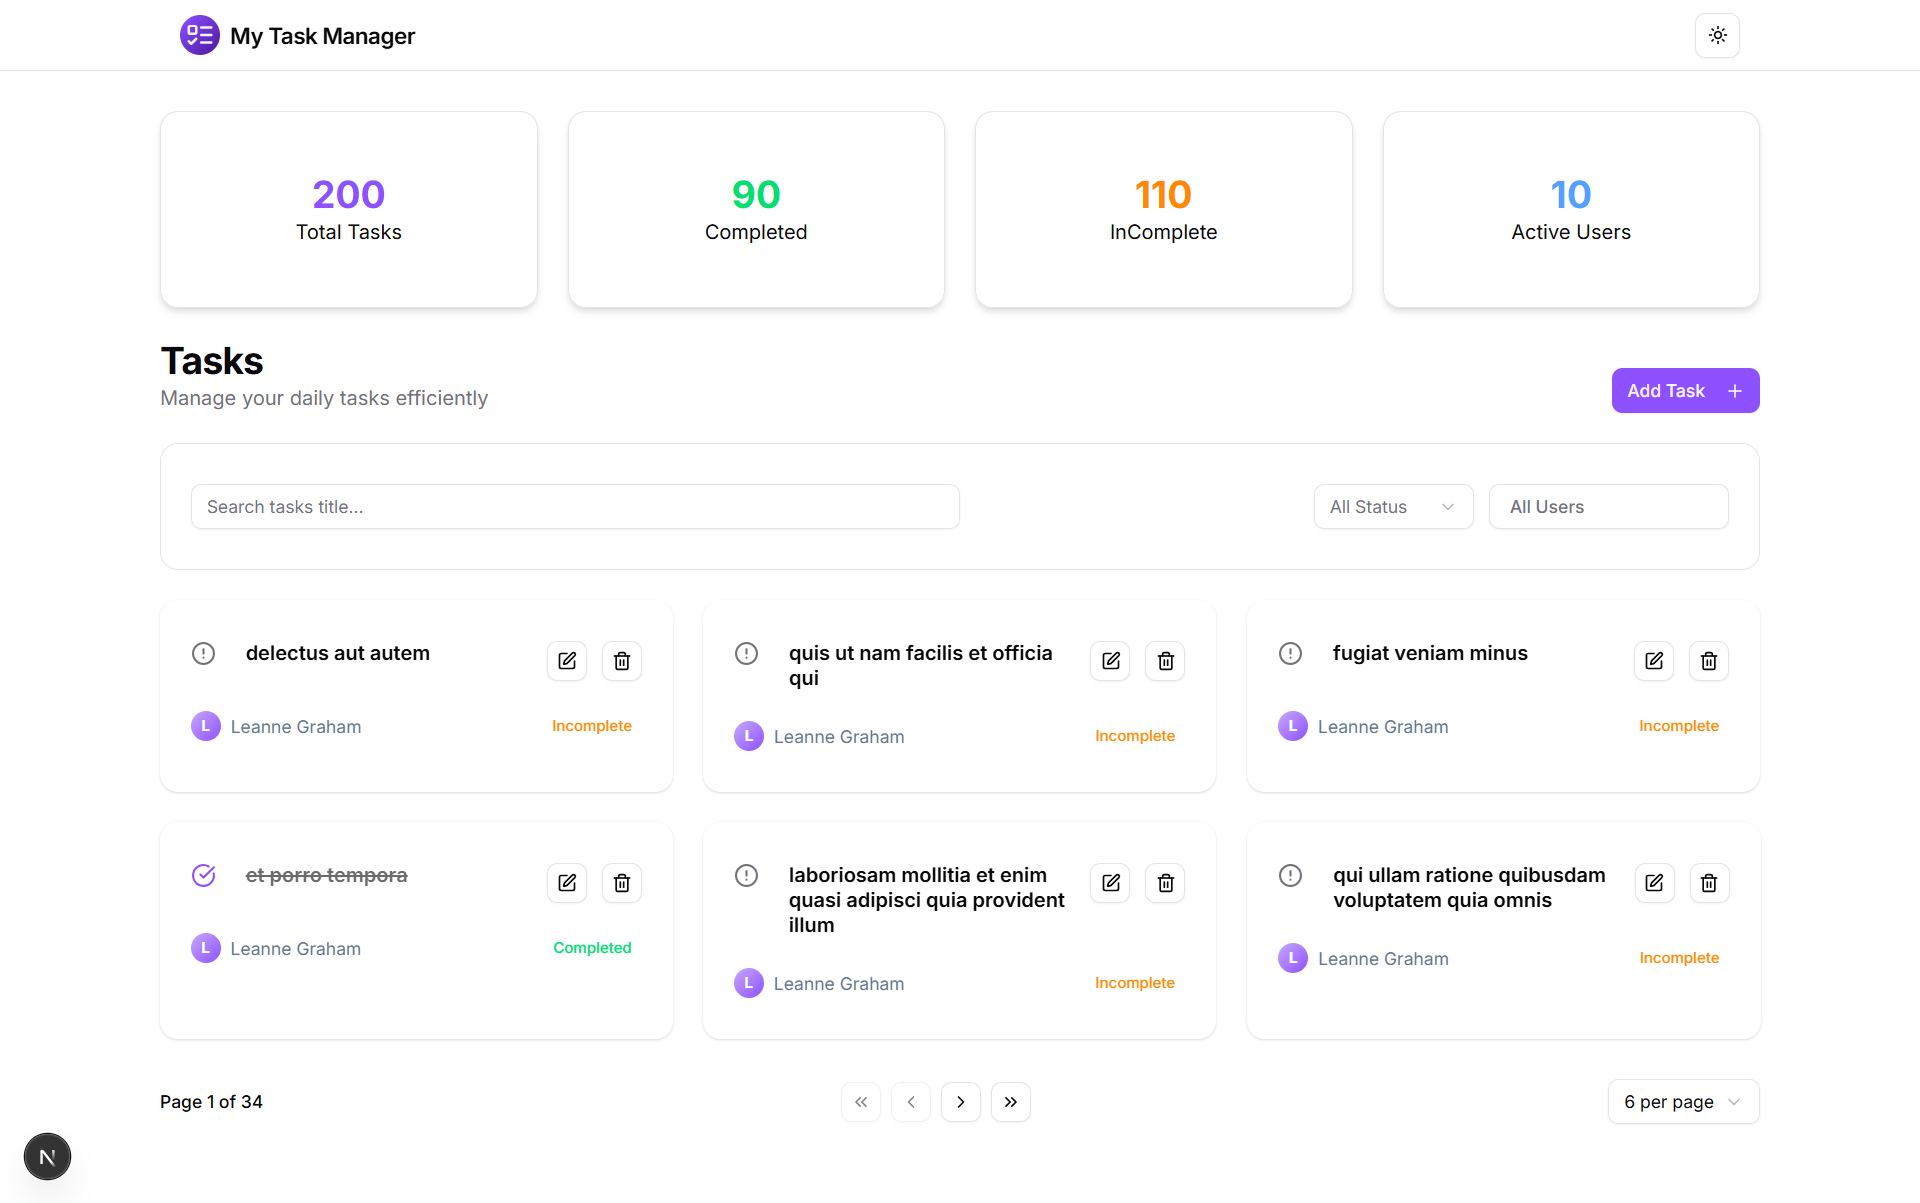 My Task Manager
200
Total Tasks
90
Completed
110
InComplete
10
Active Users
Tasks
Manage your daily tasks efficiently
Add Task
Search tasks title...
All Status
All Users
delectus aut autem
L
Leanne Graham
Incomplete
quis ut nam facilis et officia
qui
L
Leanne Graham
Incomplete
fugiat veniam minus
L
Leanne Graham
Incomplete
et porro tempora
L
Leanne Graham
Completed
laboriosam mollitia et enim
quasi adipisci quia provident
illum
L
Leanne Graham
Incomplete
qui ullam ratione quibusdam
voluptatem quia omnis
L
Leanne Graham
Incomplete
Page 1 of 34
6 per page
N